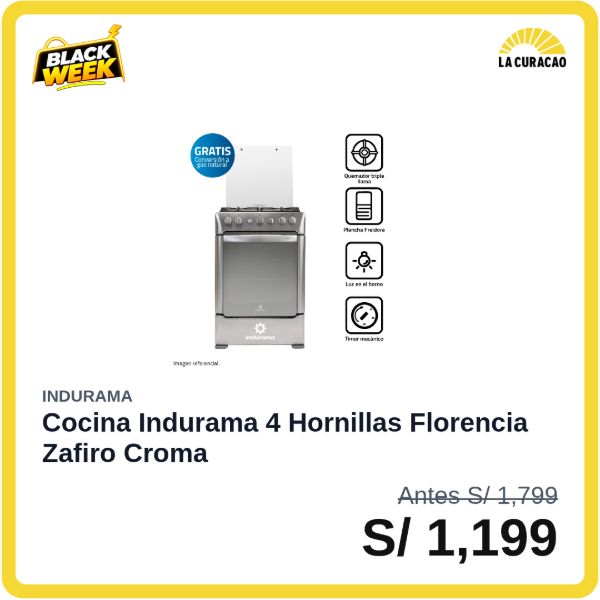 BLACK
WEEK
LA CURACAO
GRATIS
Conversión a
gas natural
Quemador triple
llama
Plancha Freidora
Luz en el horno
Timer mecánico
indurama
Imagen referencial.
INDURAMA
Cocina Indurama 4 Hornillas Florencia
Zafiro Croma
Antes S/ 1,799
S/ 1,199